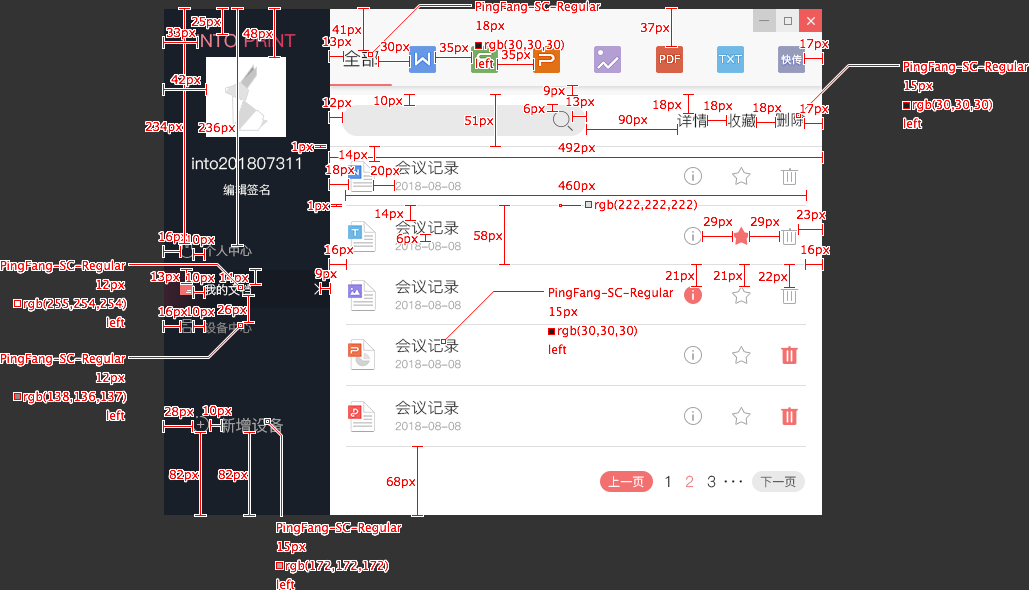 PingFang-SC-Regular
18px
rgb(30,30,30)
left
41px
37px
25px
33px
48px
INTO PRINT
13px
全部
30px
35px
35px
PDF
TXT
快传
17px
PingFang-SC-Regular
15px
rgb(30,30,30)
left
42px
9px
12px
10px
6px
13px
18px
18px
18px
17px
234px
236px
51px
90px
详情
收藏
删除
1px
14px
492px
into201807311
18px
20px
会议记录
2018-08-08
460px
编辑签名
1px
rgb(222,222,222)
14px
会议记录
29px
29px
23px
16px
10px
个人中心
6px
2018-08-08
58px
16px
16px
PingFang-SC-Regular
12px
rgb(255,254,254)
left
13px
10px
14px
我的文档
9px
会议记录
2018-08-08
21px
21px
22px
PingFang-SC-Regular
15px
rgb(30,30,30)
left
16px
10px
26px
设备中心
PingFang-SC-Regular
12px
rgb(138,136,137)
left
会议记录
2018-08-08
28px
10px
新增设备
会议记录
2018-08-08
82px
82px
68px
上一页
1
2
3
···
下一页
PingFang-SC-Regular
15px
rgb(172,172,172)
left